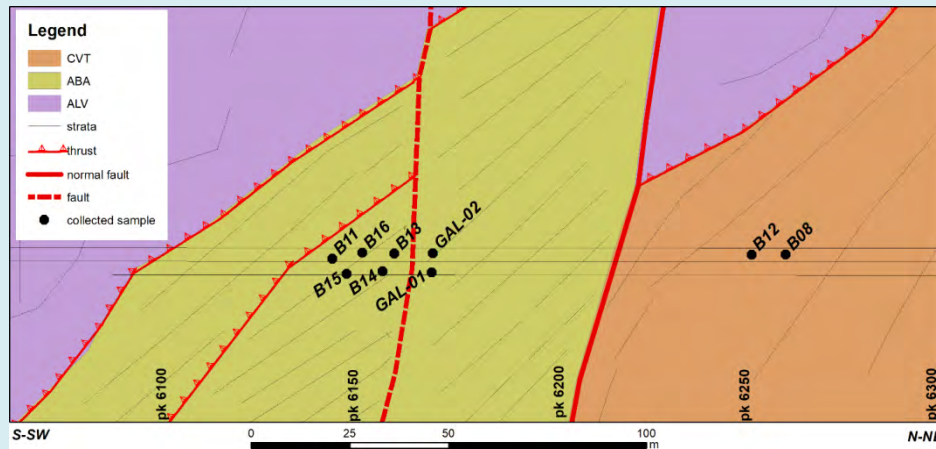 Legend
CVT
ABA
ALV
strata
thrust
normal fault
fault
collected sample
B11
B16
B13
GAL-02
B12
B08
B15
B14
GAL-01
pk 6100
pk 6150
pk 6200
pk 6250
pk 6300
S-SW
0 25 50 100
m